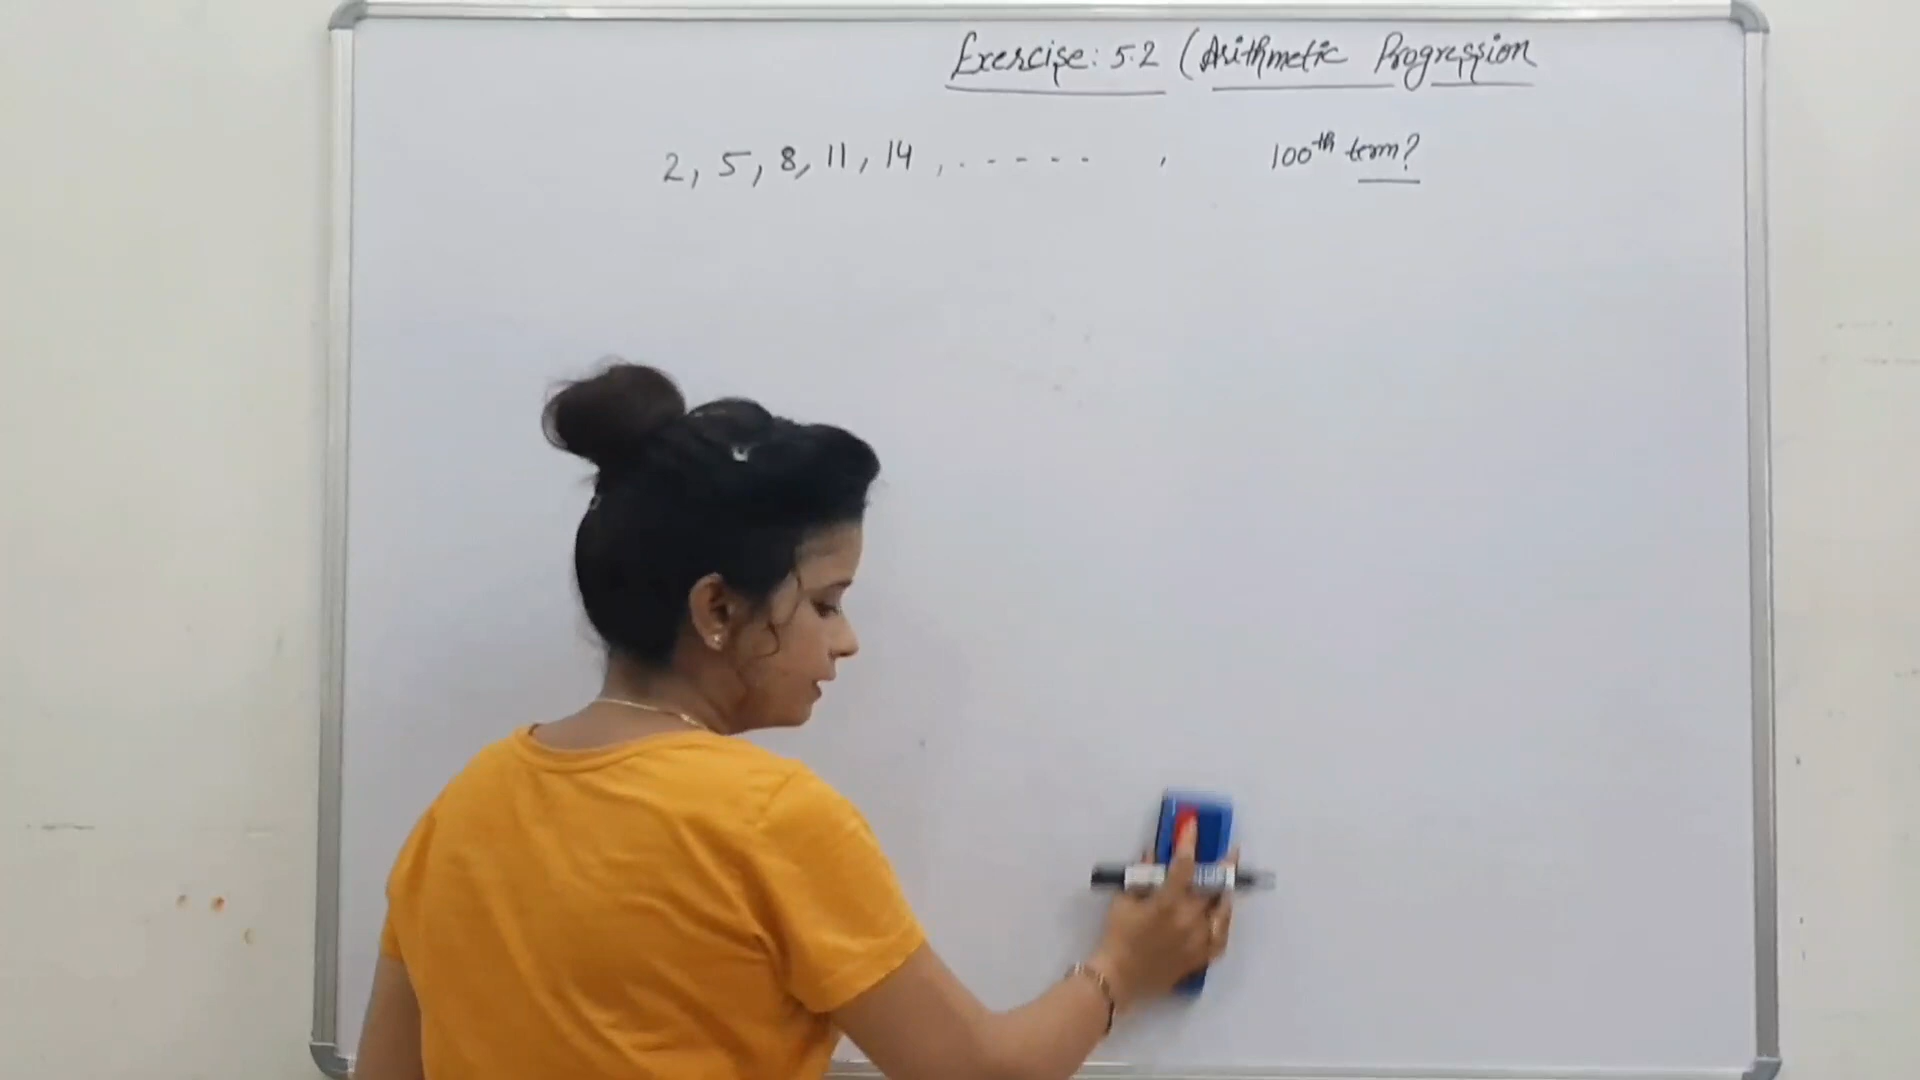 Exercise: 5.2 (Arithmetic Progression
2, 5, 8, 11, 14, ..... , 100th term?